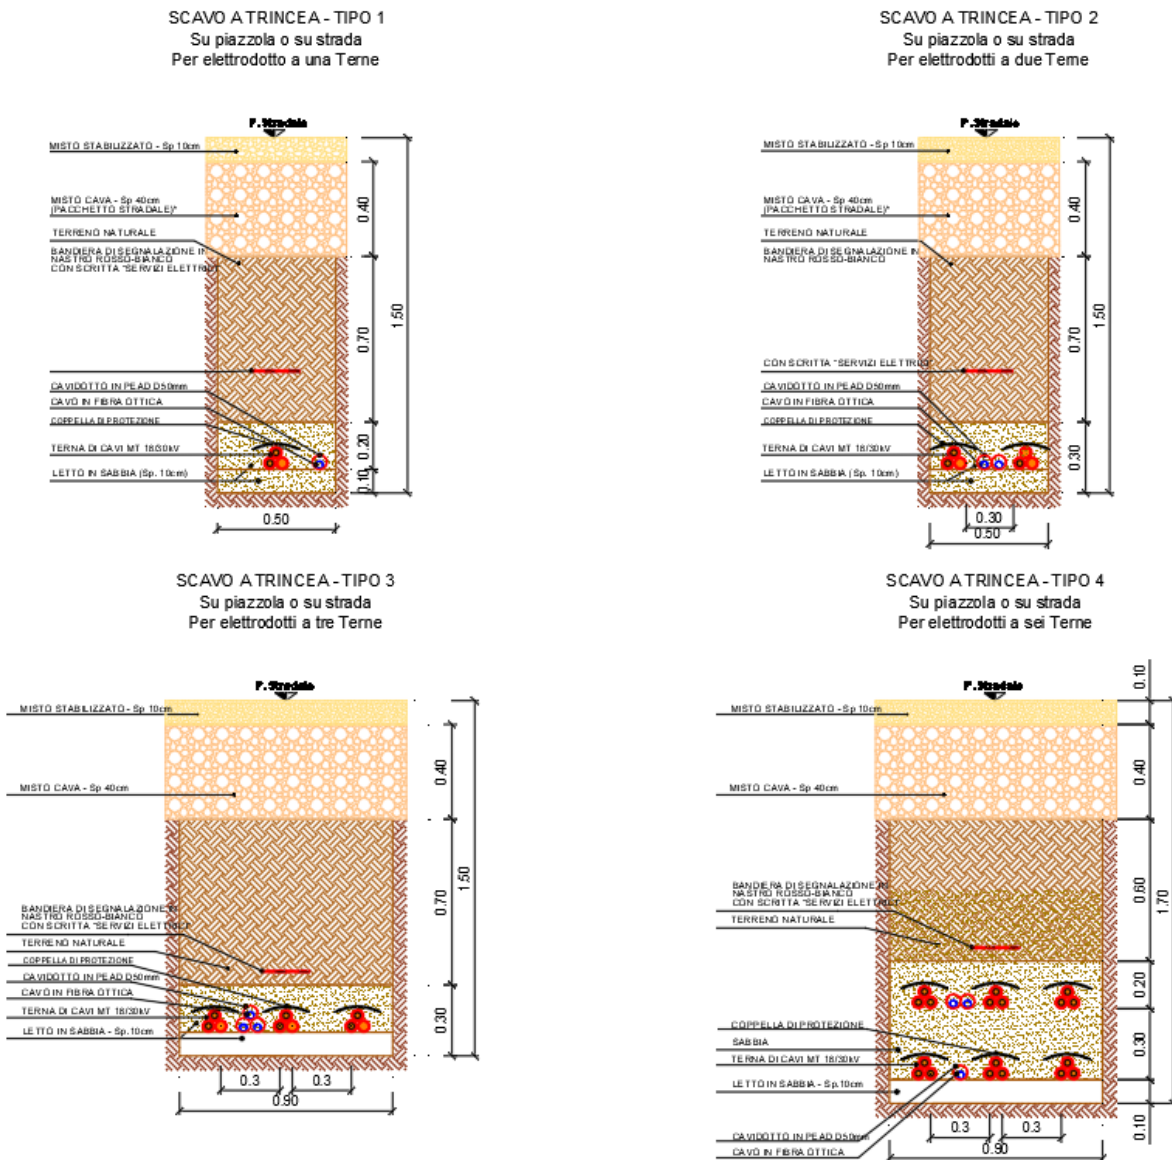 SCAVO A TRINCEA - TIPO 1
Su piazzola o su strada
Per elettrodotto a una Terne
P.Stradale
MISTO STABILIZZATO - Sp 10cm
MISTO CAVA - Sp 40cm
(PACCHETTO STRADALE)*
TERRENO NATURALE
BANDIERA DI SEGNALAZIONE IN
NASTRO ROSSO-BIANCO
CON SCRITTA "SERVIZI ELETTRICI"
CAVIDOTTO IN PEAD D50mm
CAVO IN FIBRA OTTICA
COPPELLA DI PROTEZIONE
TERNA DI CAVI MT 18/30kV
LETTO IN SABBIA (Sp. 10cm)
0.40
0.70
0.20
0.10
1.50
0.50
SCAVO A TRINCEA - TIPO 2
Su piazzola o su strada
Per elettrodotti a due Terne
P.Stradale
MISTO STABILIZZATO - Sp 10cm
MISTO CAVA - Sp 40cm
(PACCHETTO STRADALE)*
TERRENO NATURALE
BANDIERA DI SEGNALAZIONE IN
NASTRO ROSSO-BIANCO
CON SCRITTA "SERVIZI ELETTRICI"
CAVIDOTTO IN PEAD D50mm
CAVO IN FIBRA OTTICA
COPPELLA DI PROTEZIONE
TERNA DI CAVI MT 18/30kV
LETTO IN SABBIA (Sp. 10cm)
0.40
0.70
0.30
1.50
0.30
0.50
SCAVO A TRINCEA - TIPO 3
Su piazzola o su strada
Per elettrodotti a tre Terne
P.Stradale
MISTO STABILIZZATO - Sp 10cm
MISTO CAVA - Sp 40cm
BANDIERA DI SEGNALAZIONE IN
NASTRO ROSSO-BIANCO
CON SCRITTA "SERVIZI ELETTRICI"
TERRENO NATURALE
COPPELLA DI PROTEZIONE
CAVIDOTTO IN PEAD D50mm
CAVO IN FIBRA OTTICA
TERNA DI CAVI MT 18/30kV
LETTO IN SABBIA - Sp.10cm
0.40
0.70
0.30
1.50
0.3
0.3
0.90
SCAVO A TRINCEA - TIPO 4
Su piazzola o su strada
Per elettrodotti a sei Terne
P.Stradale
MISTO STABILIZZATO - Sp 10cm
MISTO CAVA - Sp 40cm
BANDIERA DI SEGNALAZIONE IN
NASTRO ROSSO-BIANCO
CON SCRITTA "SERVIZI ELETTRICI"
TERRENO NATURALE
COPPELLA DI PROTEZIONE
SABBIA
TERNA DI CAVI MT 18/30kV
LETTO IN SABBIA - Sp.10cm
CAVIDOTTO IN PEAD D50mm
CAVO IN FIBRA OTTICA
0.10
0.40
0.60
0.20
0.30
0.10
1.70
0.3
0.3
0.90